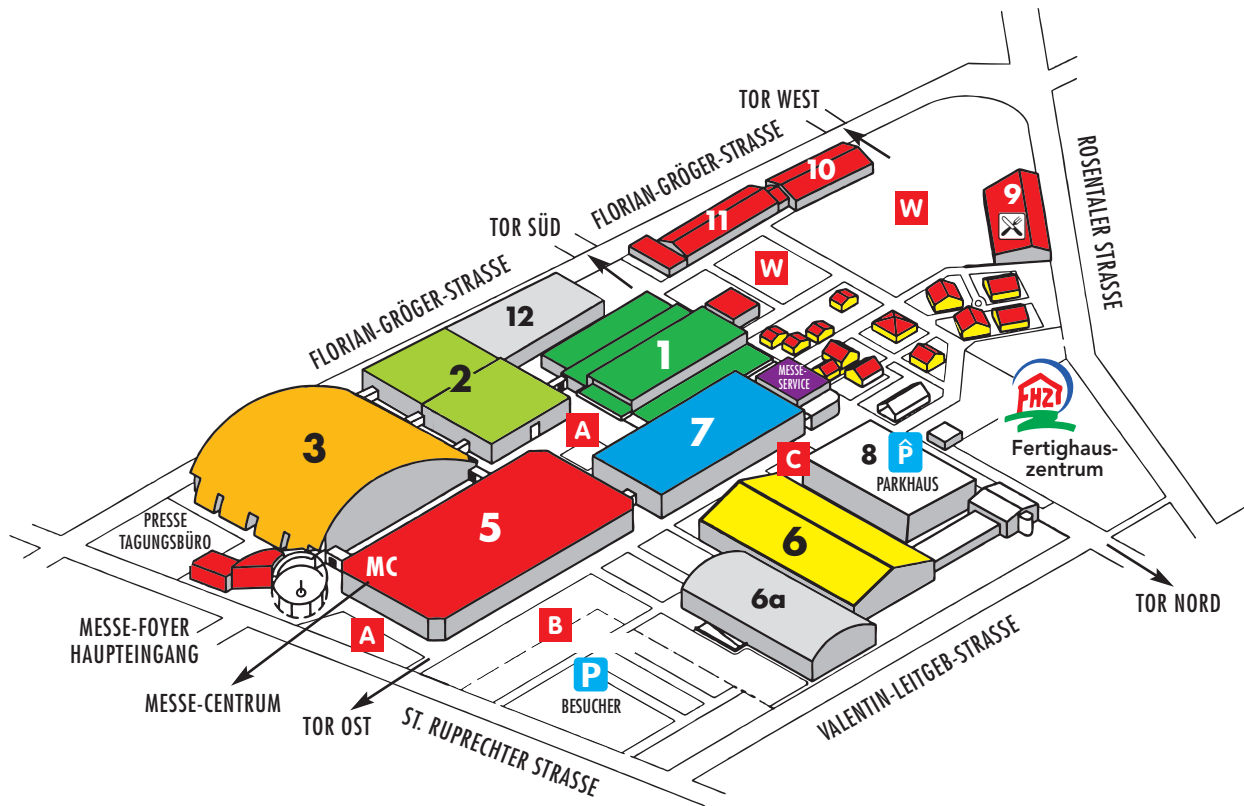 TOR WEST
FLORIAN-GRÖGER-STRASSE
10
ROSENTALER STRASSE
9
W
11
TOR SÜD
W
FLORIAN-GRÖGER-STRASSE
12
1
2
MESSE-
SERVICE
FHZ
A
7
3
8
P
PARKHAUS
C
Fertighaus-
zentrum
PRESSE
TAGUNGSBÜRO
5
6
MC
6a
TOR NORD
MESSE-FOYER
HAUPTEINGANG
A
B
P
BESUCHER
MESSE-CENTRUM
TOR OST
ST. RUPRECHTER STRASSE
VALENTIN-LEITGEB-STRASSE